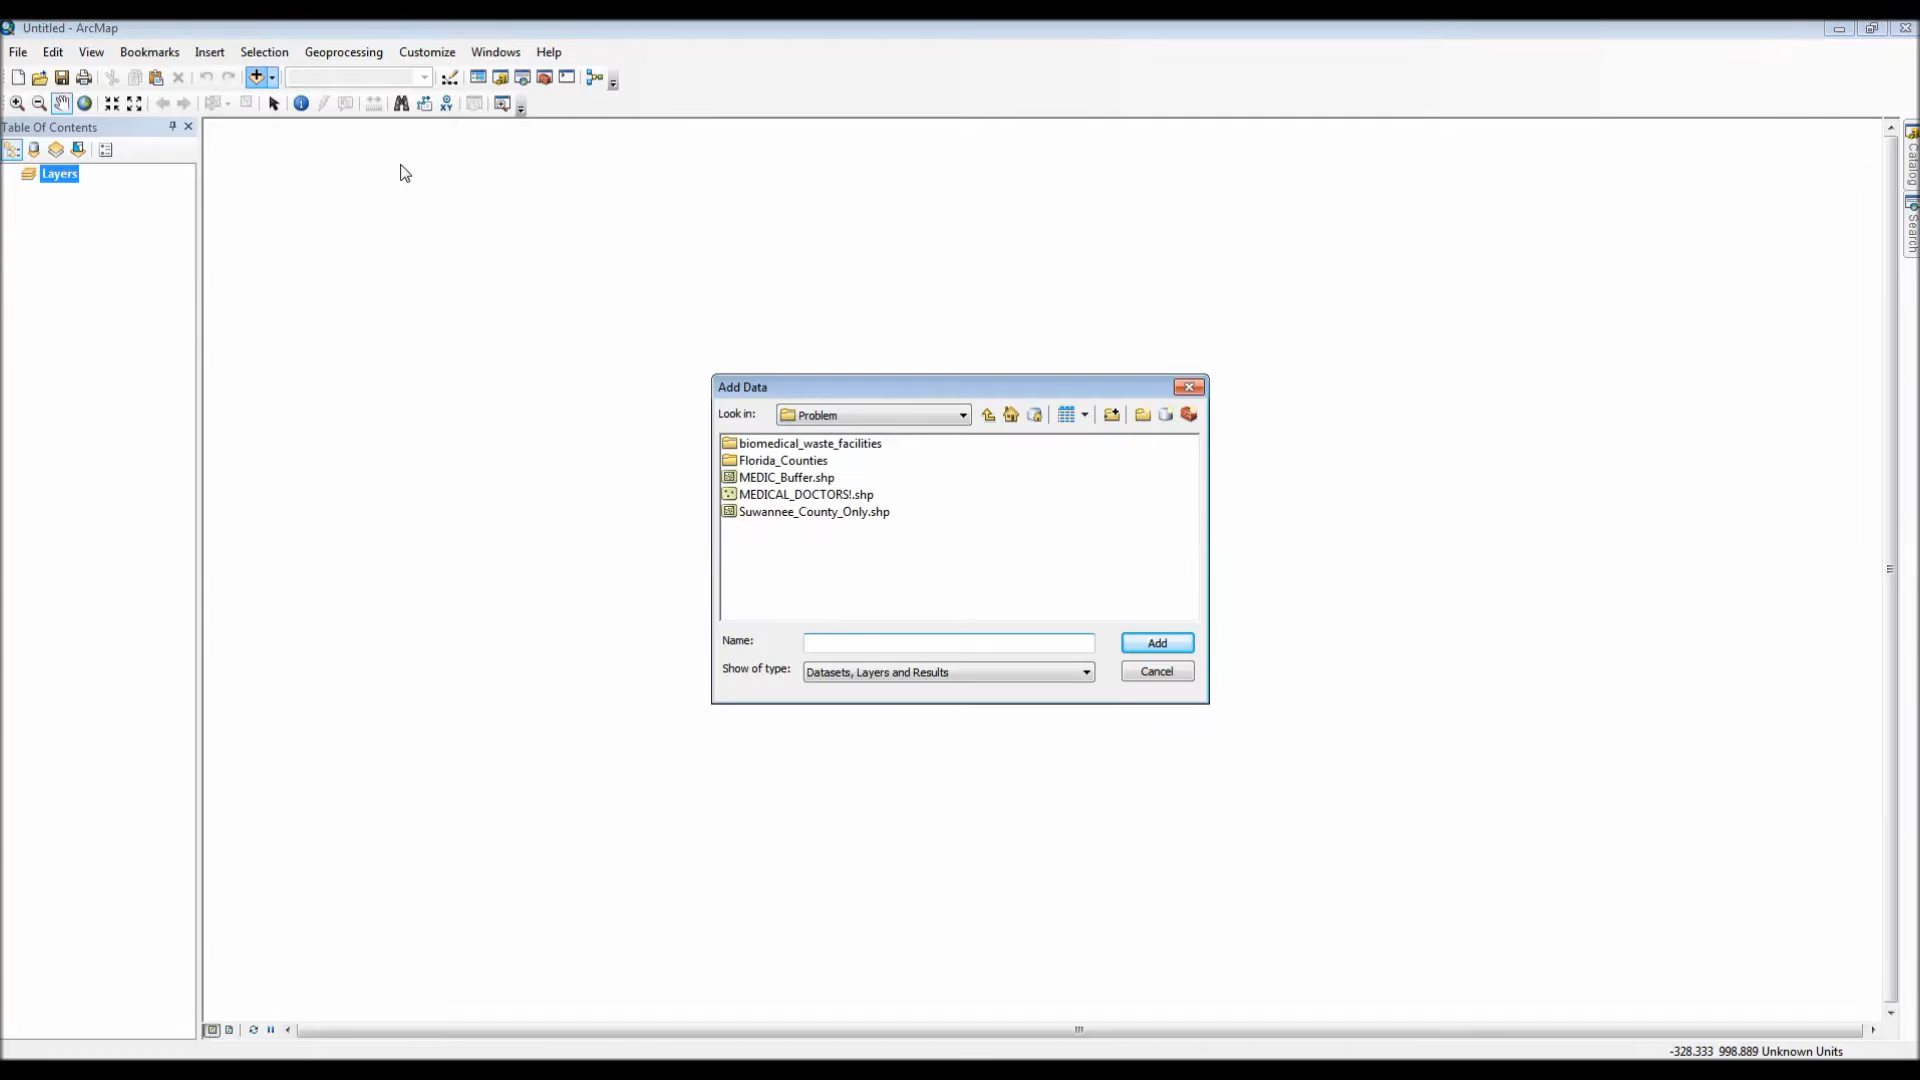 Untitled - ArcMap
File Edit View Bookmarks Insert Selection Geoprocessing Customize Windows Help
Table Of Contents
Layers
Add Data
Look in: Problem
biomedical_waste_facilities
Florida_Counties
MEDIC_Buffer.shp
MEDICAL_DOCTORS!.shp
Suwannee_County_Only.shp
Name: Add
Show of type: Datasets, Layers and Results Cancel
Catalog
Search
-328.333 998.889 Unknown Units